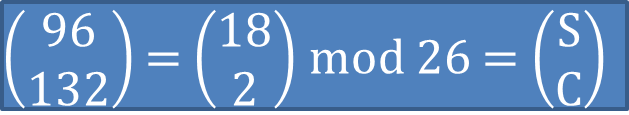 (96 132) = (18 2) mod 26 = (S C)